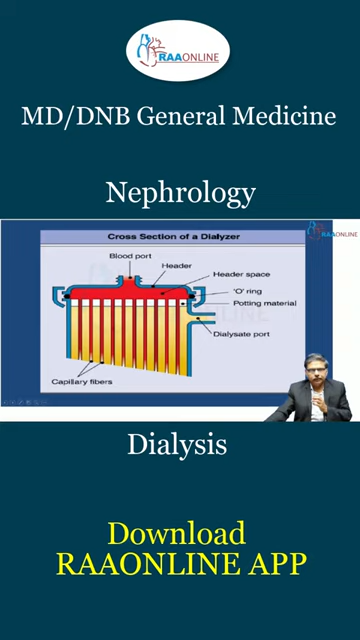 RAAONLINE
MD/DNB General Medicine
Nephrology
RAAONLINE
Cross Section of a Dialyzer
Blood port
Header
Header space
'O' ring
Potting material
Dialysate port
Capillary fibers
RAAONLINE
Dialysis
Download
RAAONLINE APP